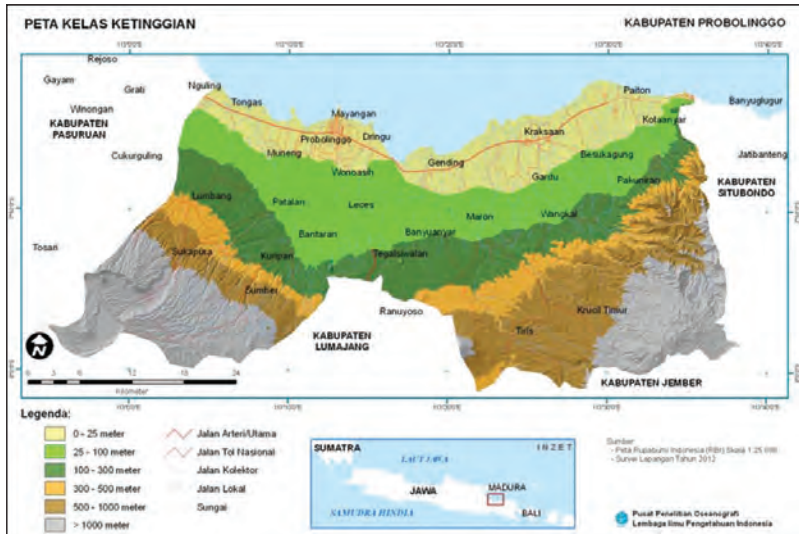 PETA KELAS KETINGGIAN
KABUPATEN PROBOLINGGO
Rejoso
Gayam
Grati
Nguling
Winongan
Tongas
KABUPATEN
PASURUAN
Mayangan
Probolinggo
Dringu
Paiton
Banyuglugur
Kraksaan
Kotaanyar
Cukurguling
Muneng
Wonoasih
Gending
Besukagung
Jatibanteng
Gardu
Pakunikan
KABUPATEN
SITUBONDO
Lumbang
Patalan
Leces
Maron
Wangkal
Bantaran
Banyuanyar
Tosari
Sukapura
Kuripan
Tegalsiwalan
Sumber
Ranuyoso
Krucil Timur
Tiris
KABUPATEN
LUMAJANG
KABUPATEN JEMBER
N
12
18
24
Kilometer
Legenda:
0 - 25 meter
25 - 100 meter
100 - 300 meter
300 - 500 meter
500 - 1000 meter
> 1000 meter
Jalan Arteri/Utama
Jalan Tol Nasional
Jalan Kolektor
Jalan Lokal
Sungai
SUMATRA
INZET
LAUT JAWA
JAWA
MADURA
BALI
SAMUDRA HINDIA
Sumber
- Peta Rupabumi Indonesia (RBI) Skala 1:25
- Survei Lapangan Tahun 2012
Pusat Penelitian Oseanografi
Lembaga Ilmu Pengetahuan Indonesia